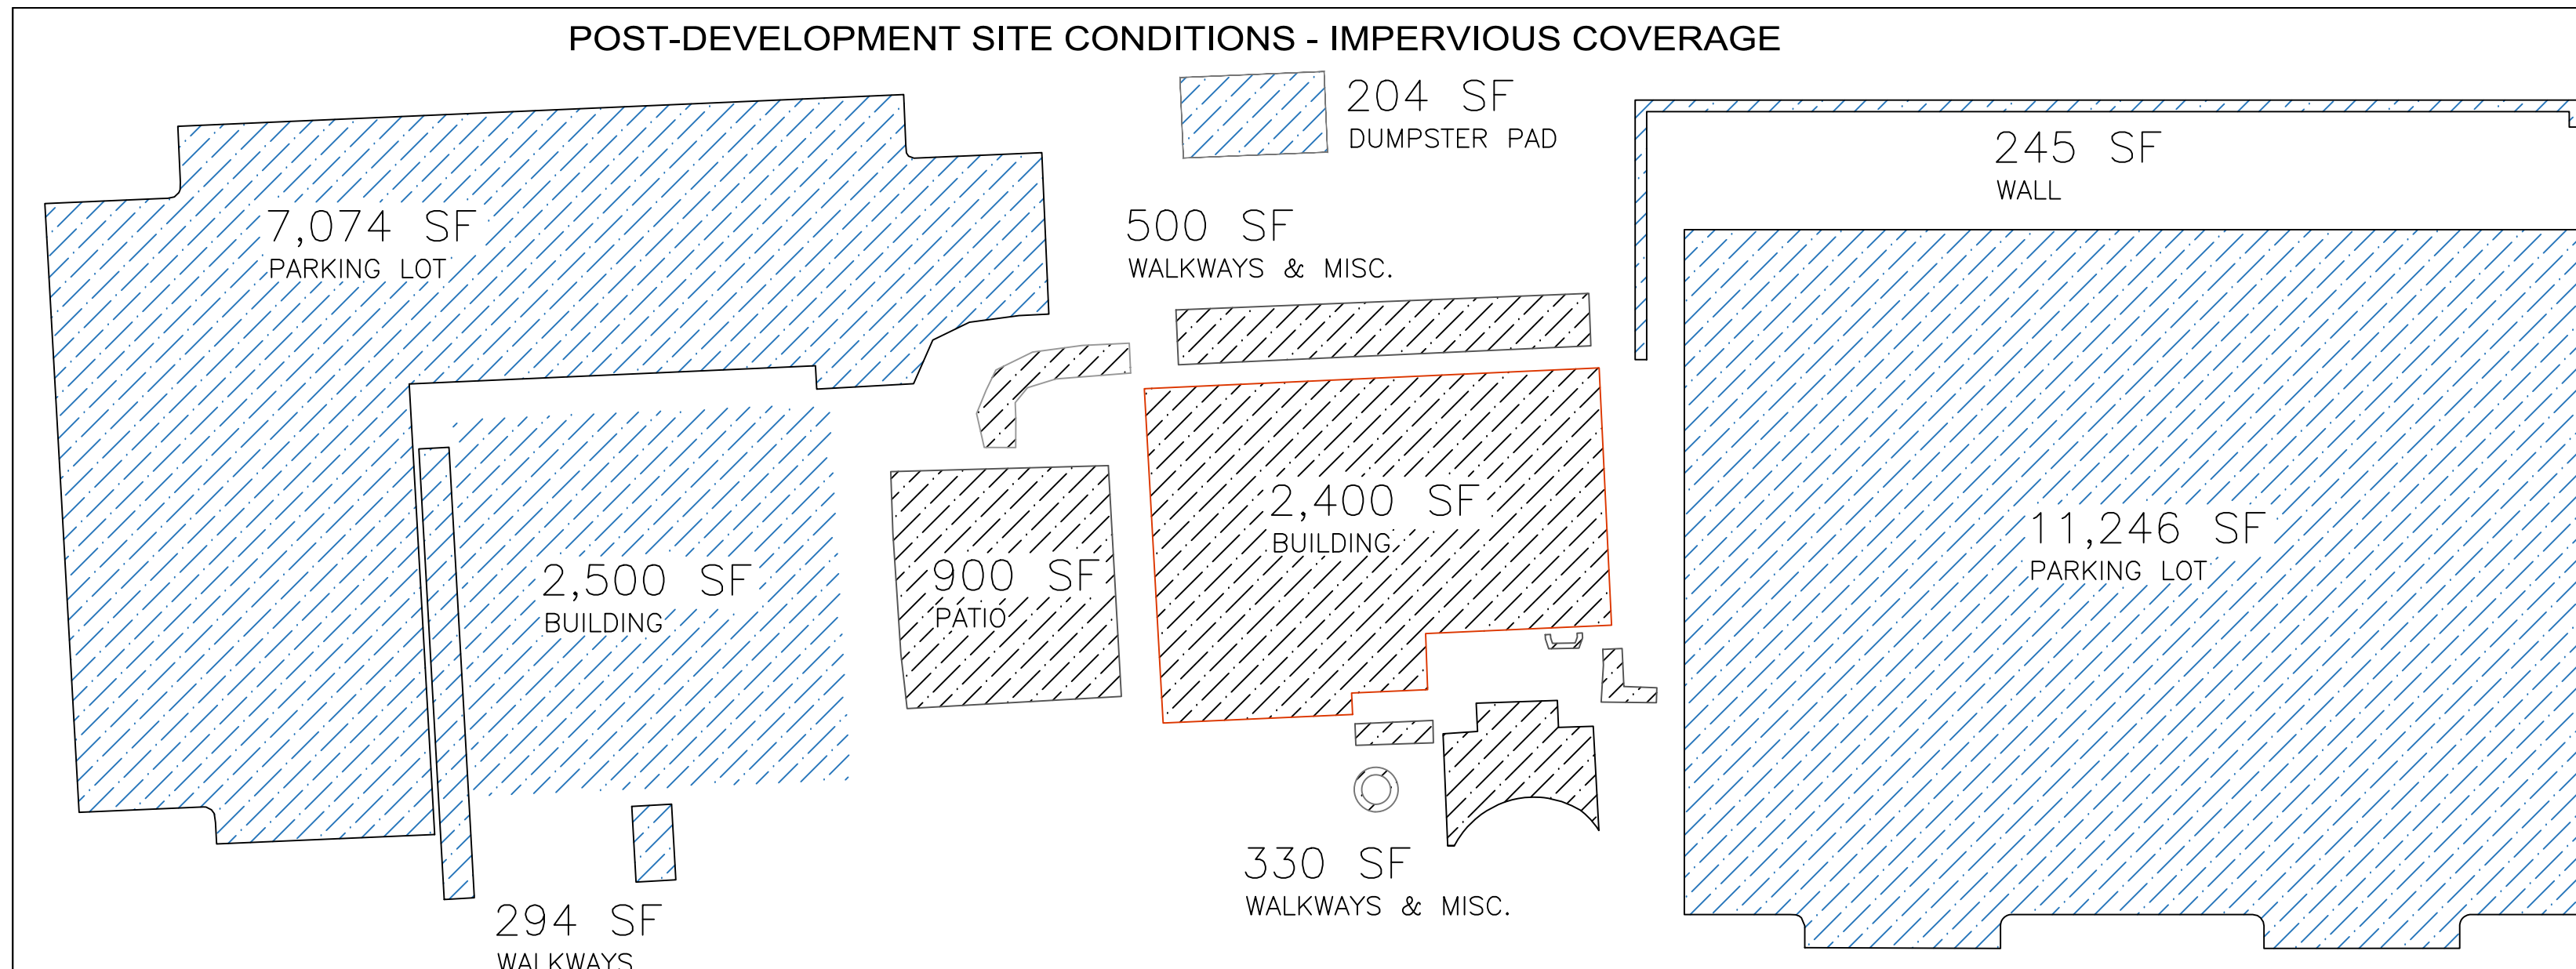 POST-DEVELOPMENT SITE CONDITIONS - IMPERVIOUS COVERAGE
204 SF
DUMPSTER PAD
245 SF
WALL
7,074 SF
PARKING LOT
500 SF
WALKWAYS & MISC.
2,400 SF
BUILDING
11,246 SF
PARKING LOT
2,500 SF
BUILDING
900 SF
PATIO
330 SF
WALKWAYS & MISC.
294 SF
WALKWAYS